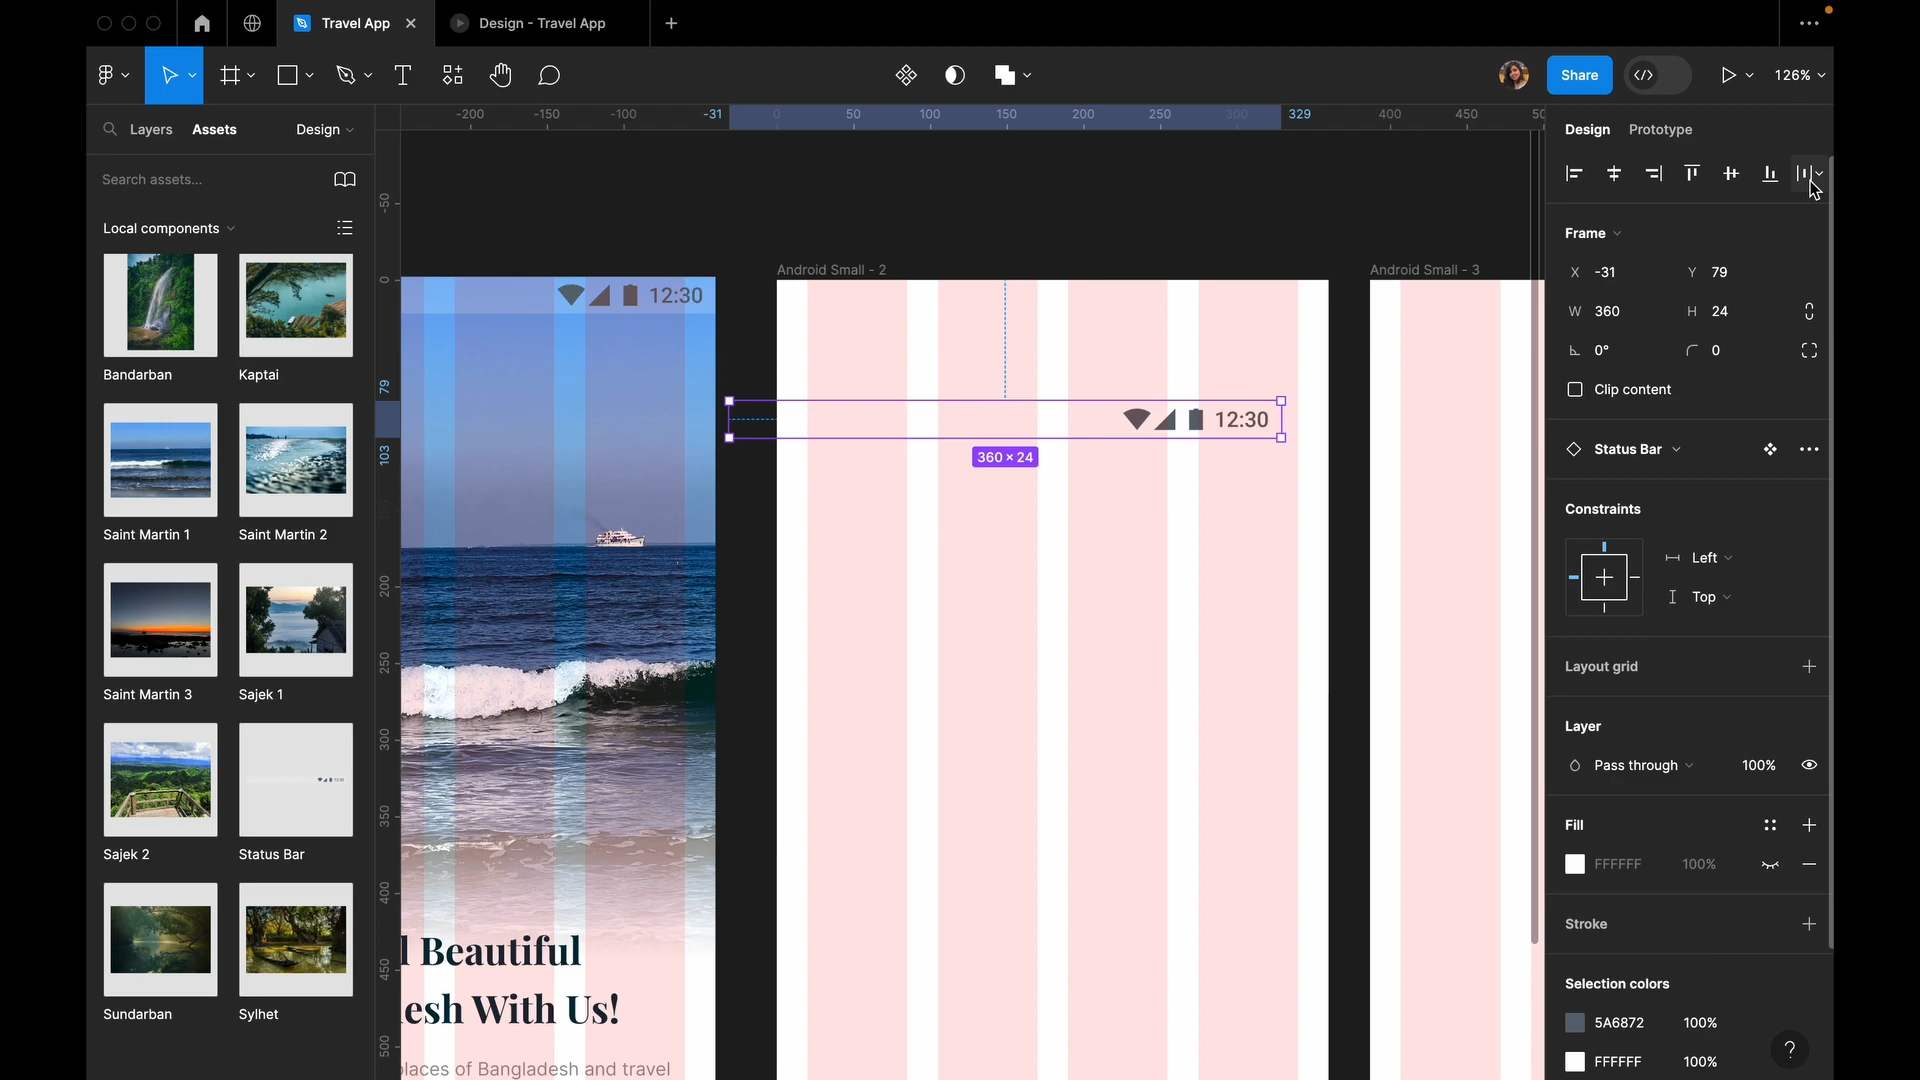 Travel App
Design - Travel App
Share
126%
Layers
Assets
Design
-200
-150
-100
-31
0
50
100
150
200
250
300
329
400
450
50
Design
Prototype
Search assets...
Local components
Bandarban
Kaptai
Saint Martin 1
Saint Martin 2
Saint Martin 3
Sajek 1
Sajek 2
Status Bar
Sundarban
Sylhet
-50
0
79
103
200
250
300
350
400
450
500
Android Small - 2
Android Small - 3
12:30
12:30
360 × 24
l Beautiful
lesh With Us!
places of Bangladesh and travel
Frame
X -31
Y 79
W 360
H 24
0°
0
Clip content
Status Bar
Constraints
Left
Top
Layout grid
Layer
Pass through
100%
Fill
FFFFFF
100%
Stroke
Selection colors
5A6872
100%
FFFFFF
100%
?